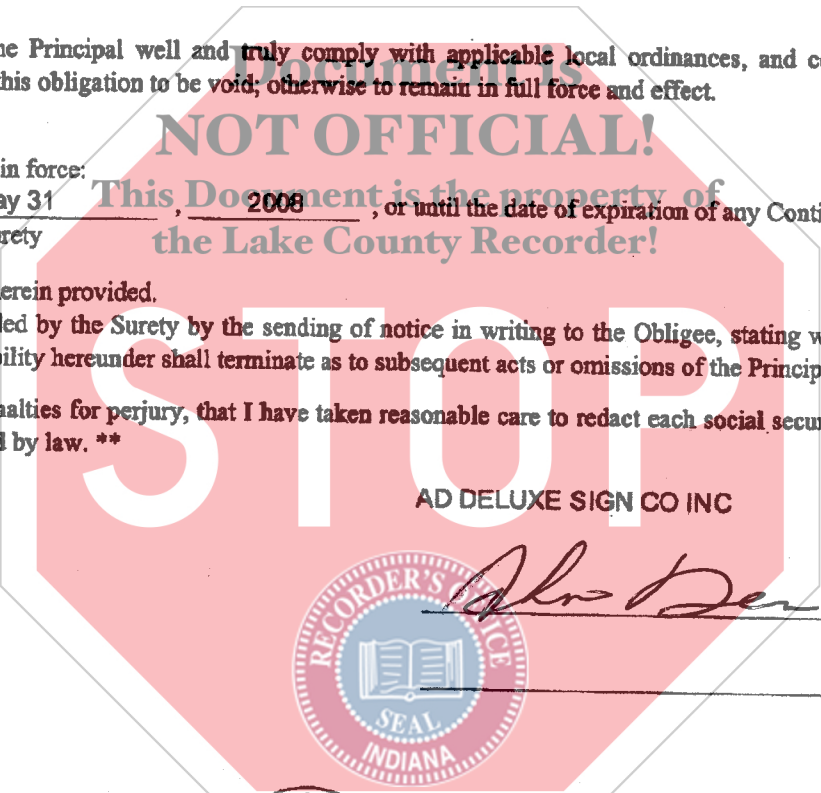 Document is
he Principal well and truly comply with applicable local ordinances, and c
this obligation to be void; otherwise to remain in full force and effect.
NOT OFFICIAL!
in force:
ay 31 , 2008 , or until the date of expiration of any Conti
This Document is the property of
rety
the Lake County Recorder!
erein provided.
led by the Surety by the sending of notice in writing to the Obligee, stating w
bility hereunder shall terminate as to subsequent acts or omissions of the Princip
nalties for perjury, that I have taken reasonable care to redact each social secu
d by law. **
STOP
AD DELUXE SIGN CO INC
RECORDER'S OFFICE
SEAL
INDIANA